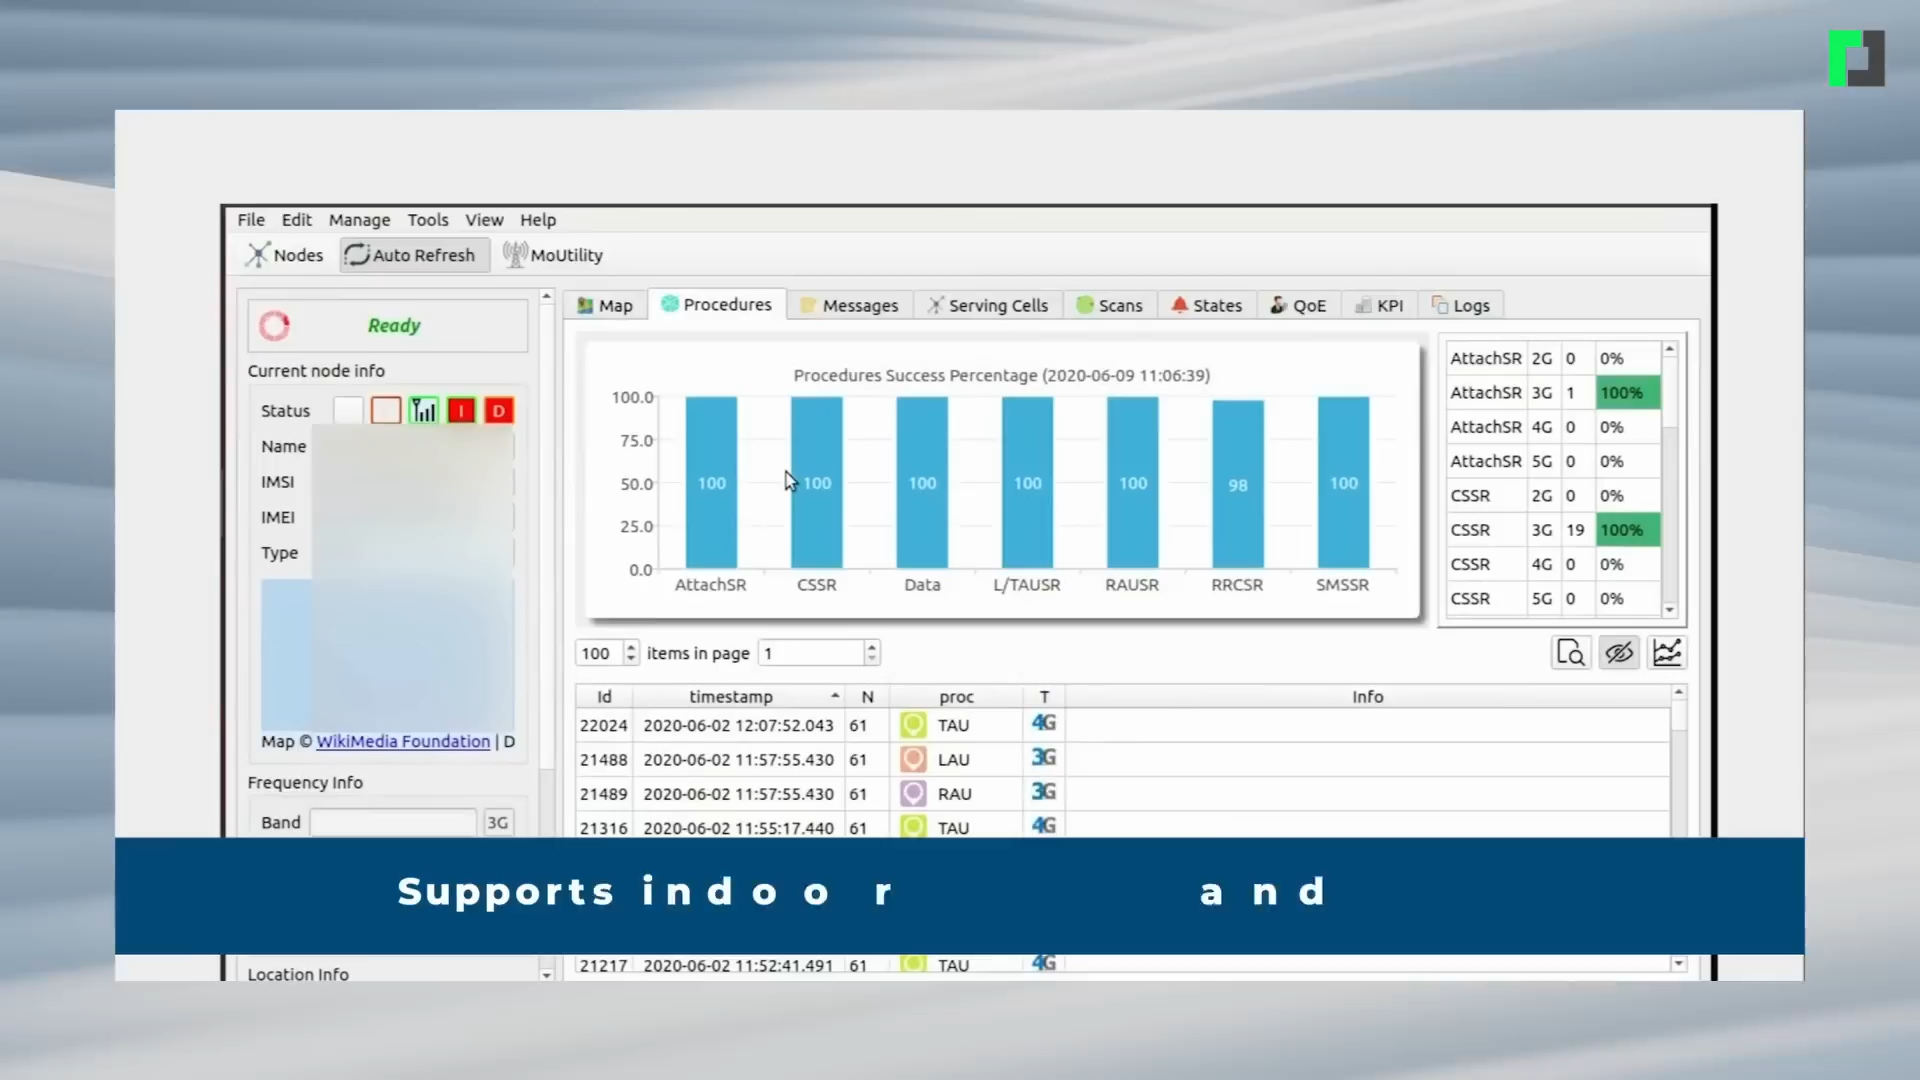 File Edit Manage Tools View Help
Nodes Auto Refresh MoUtility
Ready
Current node info
Status I D
Name
IMSI
IMEI
Type
Map © WikiMedia Foundation | D
Frequency Info
Band 3G
Location Info
Map Procedures Messages Serving Cells Scans States QoE KPI Logs
Procedures Success Percentage (2020-06-09 11:06:39)
100.0
75.0
50.0
25.0
0.0
100 100 100 100 100 98 100
AttachSR CSSR Data L/TAUSR RAUSR RRCSR SMSSR
AttachSR 2G 0 0%
AttachSR 3G 1 100%
AttachSR 4G 0 0%
AttachSR 5G 0 0%
CSSR 2G 0 0%
CSSR 3G 19 100%
CSSR 4G 0 0%
CSSR 5G 0 0%
100 items in page 1
Id timestamp N proc T Info
22024 2020-06-02 12:07:52.043 61 TAU 4G
21488 2020-06-02 11:57:55.430 61 LAU 3G
21489 2020-06-02 11:57:55.430 61 RAU 3G
21316 2020-06-02 11:55:17.440 61 TAU 4G
21217 2020-06-02 11:52:41.491 61 TAU 4G
Supports indoor and